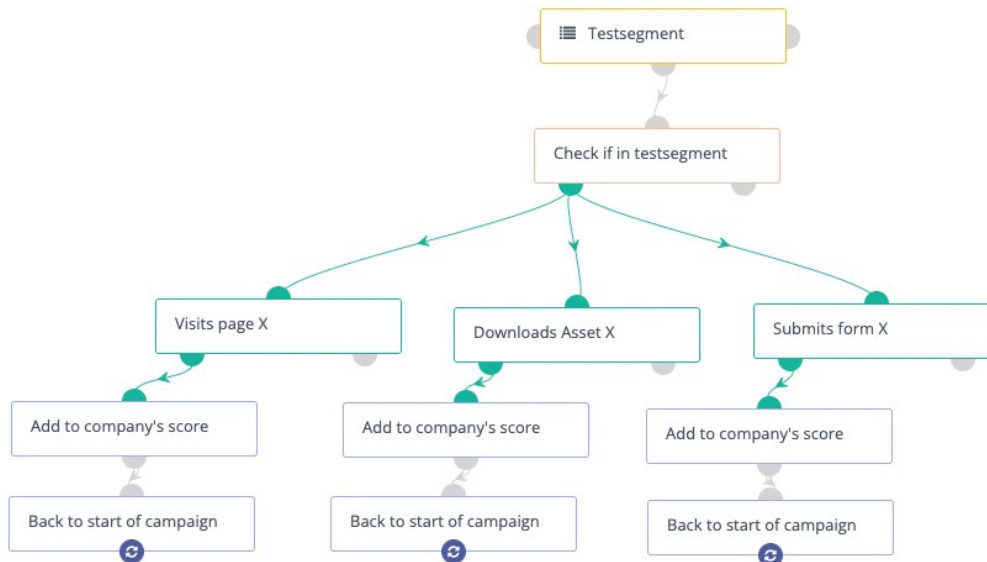 Testsegment
Check if in testsegment
Visits page X
Downloads Asset X
Submits form X
Add to company's score
Add to company's score
Add to company's score
Back to start of campaign
Back to start of campaign
Back to start of campaign